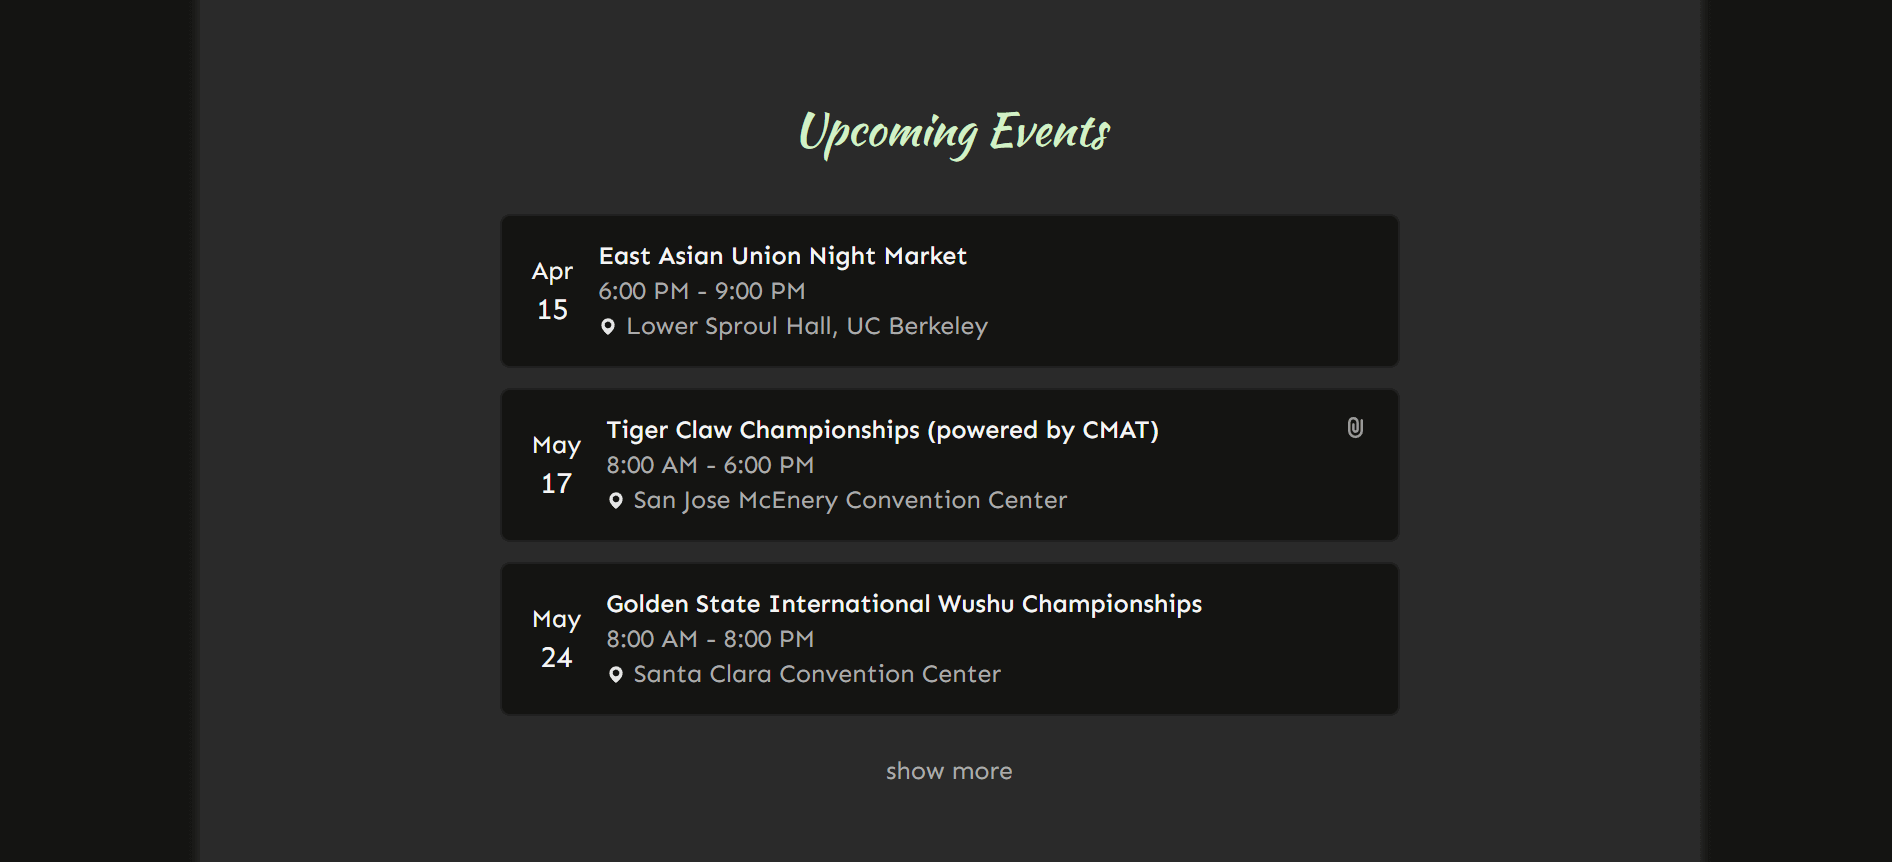 Upcoming Events
Apr
15
East Asian Union Night Market
6:00 PM - 9:00 PM
Lower Sproul Hall, UC Berkeley
May
17
Tiger Claw Championships (powered by CMAT)
8:00 AM - 6:00 PM
San Jose McEnery Convention Center
May
24
Golden State International Wushu Championships
8:00 AM - 8:00 PM
Santa Clara Convention Center
show more